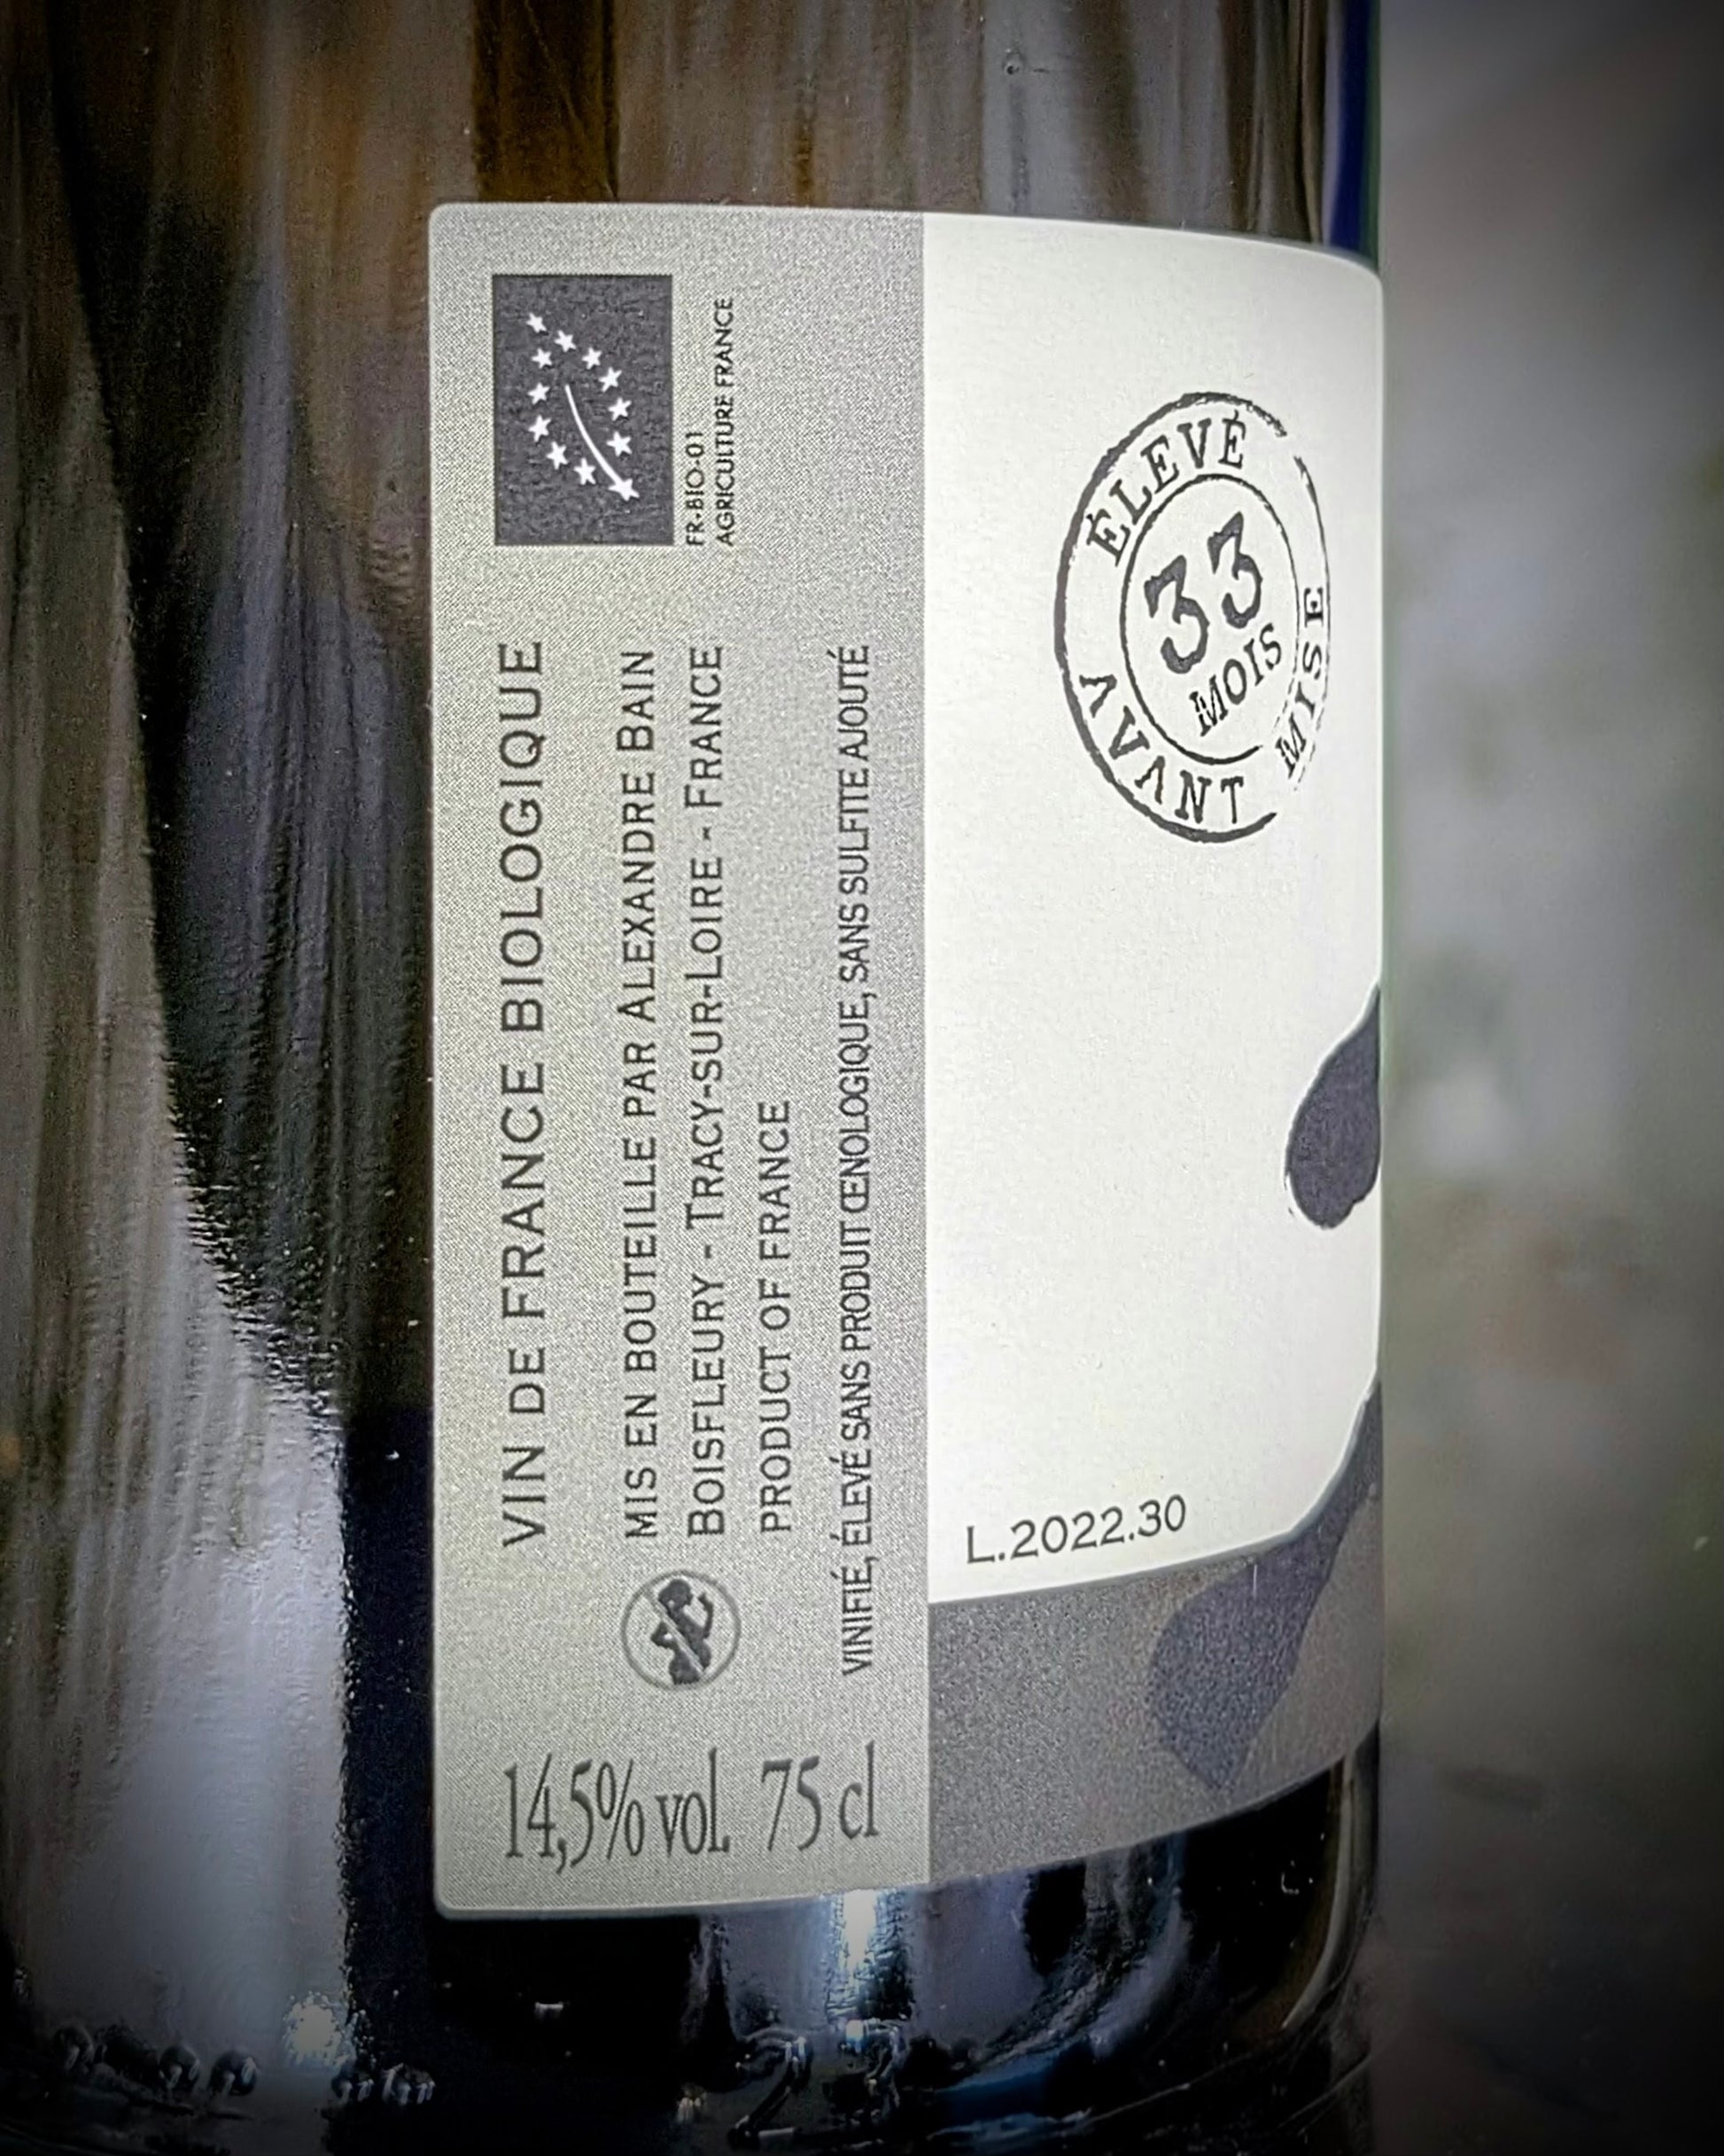 VIN DE FRANCE BIOLOGIQUE
MIS EN BOUTEILLE PAR ALEXANDRE BAIN
BOISFLEURY - TRACY-SUR-LOIRE - FRANCE
PRODUCT OF FRANCE
VINIFIÉ, ÉLEVÉ SANS PRODUIT ŒNOLOGIQUE, SANS SULFITE AJOUTÉ
14,5% vol. 75 cl
FR-BIO-01
AGRICULTURE FRANCE
ÉLEVÉ
33
MOIS
AVANT MISE
L.2022.30